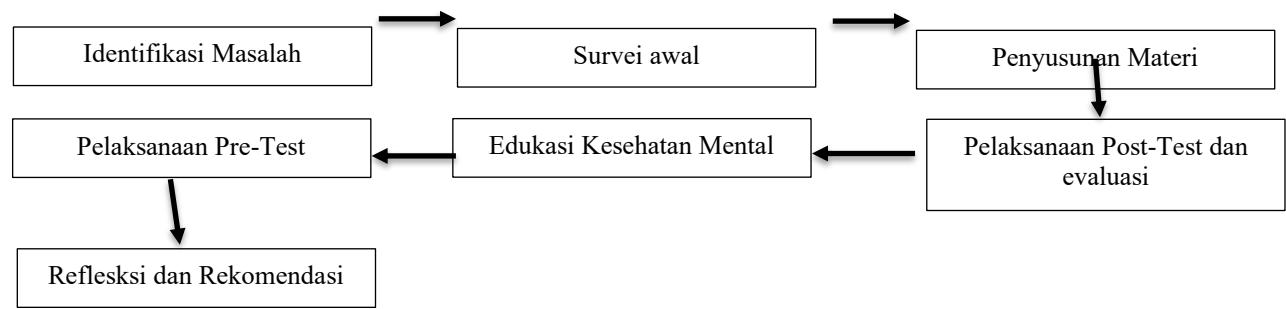 Identifikasi Masalah
Survei awal
Penyusunan Materi
Pelaksanaan Pre-Test
Edukasi Kesehatan Mental
Pelaksanaan Post-Test dan
evaluasi
Reflesksi dan Rekomendasi